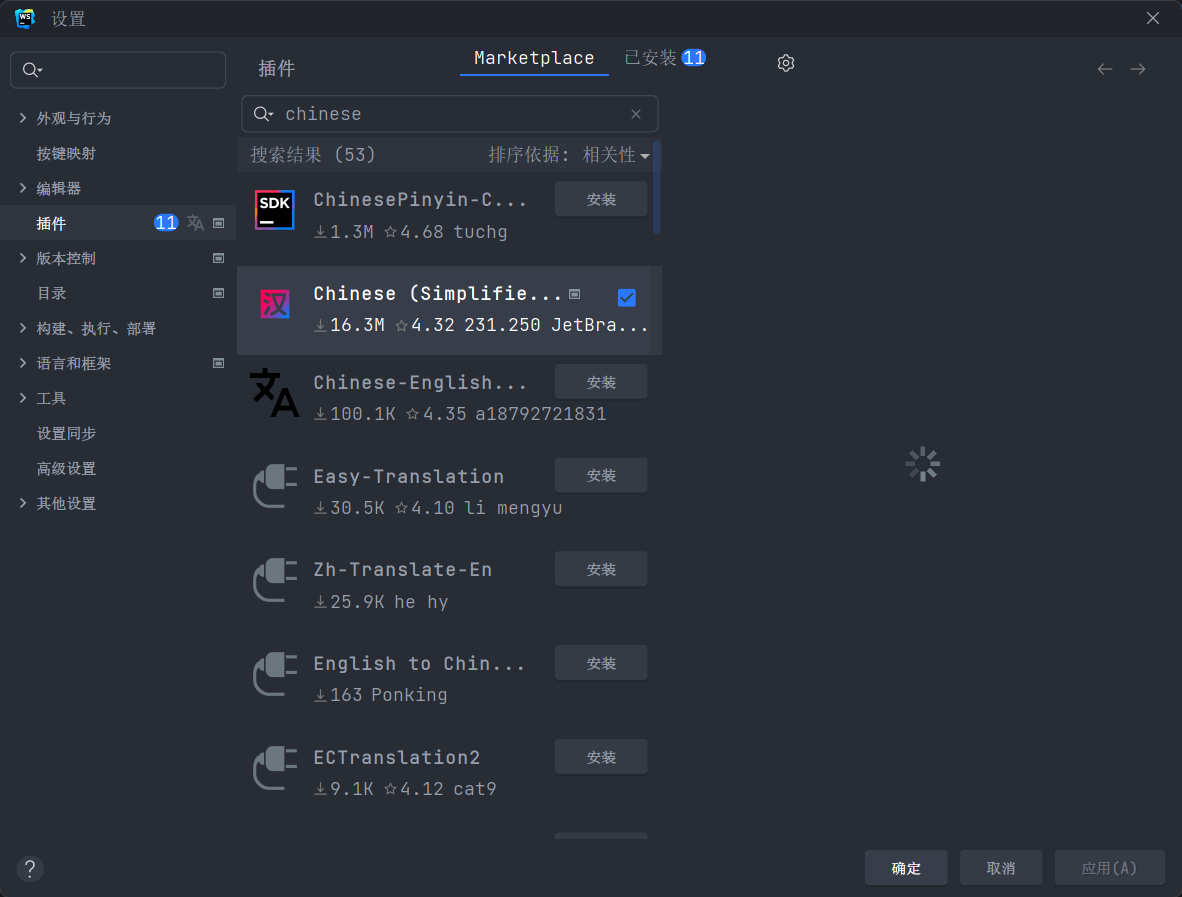 WS 设置
插件
Marketplace
已安装 11
外观与行为
按键映射
编辑器
插件 11
版本控制
目录
构建、执行、部署
语言和框架
工具
设置同步
高级设置
其他设置
chinese
搜索结果 (53)
排序依据: 相关性
SDK
ChinesePinyin-C...
安装
1.3M 4.68 tuchg
汉
Chinese (Simplifie...
16.3M 4.32 231.250 JetBra...
文A
Chinese-English...
安装
100.1K 4.35 a18792721831
Easy-Translation
安装
30.5K 4.10 li mengyu
Zh-Translate-En
安装
25.9K he hy
English to Chin...
安装
163 Ponking
ECTranslation2
安装
9.1K 4.12 cat9
?
确定
取消
应用(A)